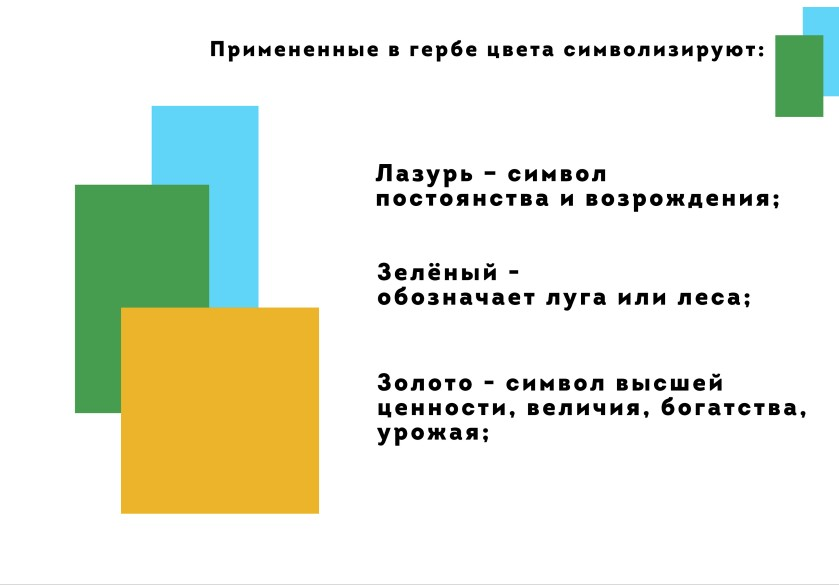 Примененные в гербе цвета символизируют:
Лазурь – символ
постоянства и возрождения;
Зелёный -
обозначает луга или леса;
Золото - символ высшей
ценности, величия, богатства,
урожая;